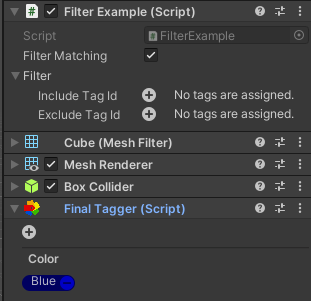 Filter Example (Script)
Script FilterExample
Filter Matching
Filter
Include Tag Id No tags are assigned.
Exclude Tag Id No tags are assigned.
Cube (Mesh Filter)
Mesh Renderer
Box Collider
Final Tagger (Script)
Color
Blue